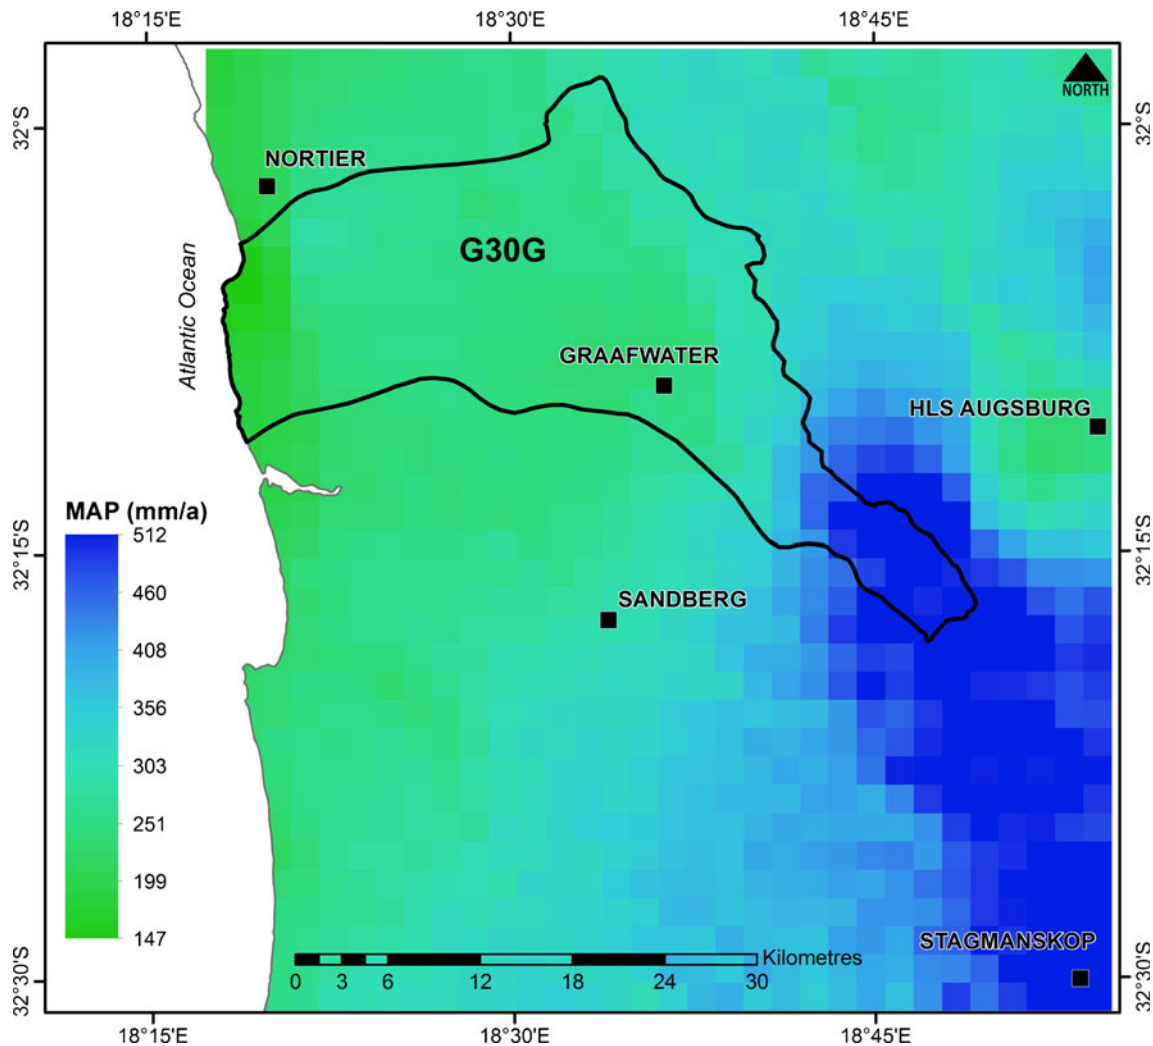 18°15'E
18°30'E
18°45'E
NORTH
32°S
32°S
NORTIER
G30G
Atlantic Ocean
GRAAFWATER
HLS AUGSBURG
MAP (mm/a)
512
460
408
356
303
251
199
147
32°15'S
32°15'S
SANDBERG
STAGMANSKOP
Kilometres
0 3 6 12 18 24 30
32°30'S
32°30'S
18°15'E
18°30'E
18°45'E